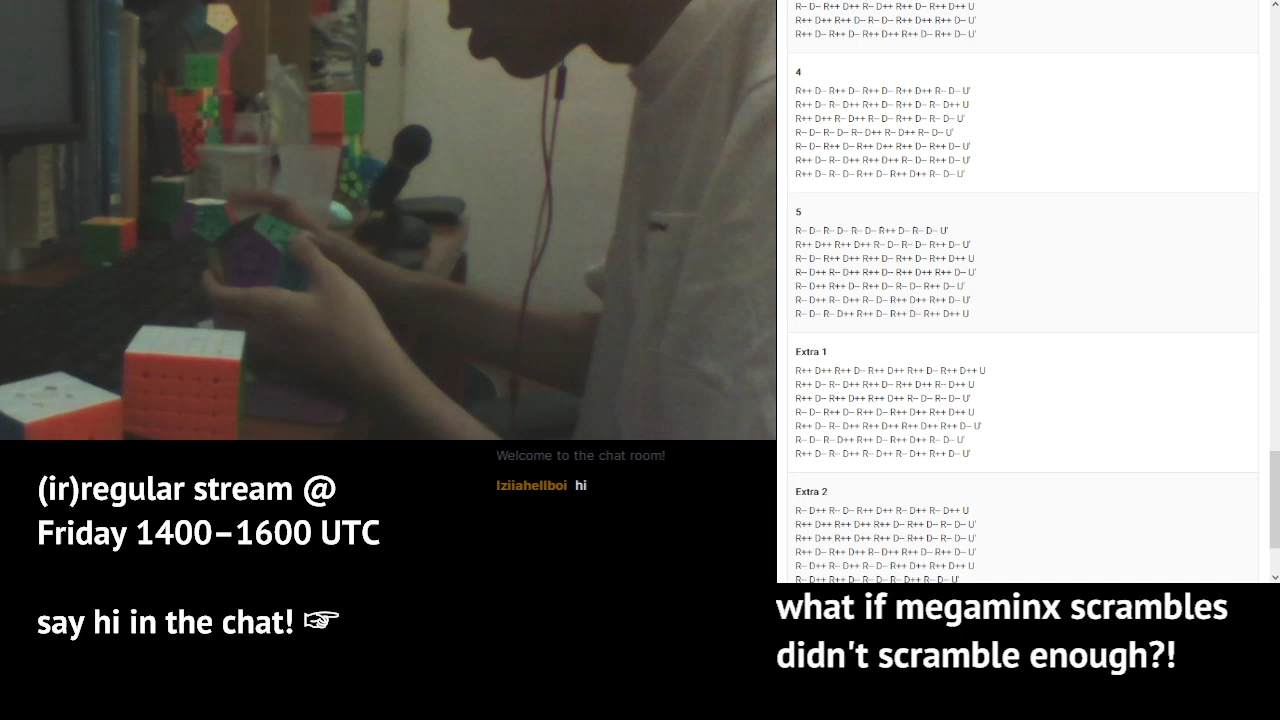 R-- D-- R++ D++ R-- D++ R++ D-- R++ D++ U
R++ D++ R++ D-- R-- D-- R++ D++ R++ D-- U'
R++ D-- R++ D-- R++ D++ R++ D++ R-- D-- U'
4
R++ D-- R++ D-- R++ D-- R++ D++ R-- D-- U'
R++ D-- R-- D++ R++ D-- R++ D-- R-- D++ U
R++ D++ R-- D++ R-- D-- R++ D-- R-- D-- U'
R-- D-- R-- D-- R-- D++ R-- D++ R-- D-- U'
R-- D++ R++ D-- R++ D++ R++ D-- R++ D-- U'
R++ D-- R-- D++ R++ D++ R-- D-- R++ D-- U'
R++ D-- R-- D-- R++ D-- R++ D++ R-- D-- U'
5
R-- D-- R-- D-- R-- D-- R++ D-- R-- D-- U'
R++ D++ R++ D++ R-- D-- R-- D-- R++ D-- U'
R-- D-- R++ D++ R++ D-- R++ D-- R++ D++ U
R-- D++ R-- D++ R++ D-- R++ D++ R++ D-- U'
R-- D++ R++ D-- R++ D-- R-- D-- R++ D-- U'
R-- D++ R-- D++ R-- D-- R++ D++ R++ D-- U'
R-- D-- R-- D++ R++ D-- R++ D-- R++ D++ U
Extra 1
R++ D++ R++ D-- R++ D++ R++ D-- R++ D++ U
R++ D-- R-- D++ R++ D-- R++ D++ R-- D++ U
R++ D-- R++ D++ R++ D++ R-- D-- R-- D-- U'
R-- D-- R++ D-- R++ D-- R++ D++ R++ D++ U
R++ D-- R-- D++ R++ D++ R++ D++ R++ D-- U'
R-- D-- R-- D++ R++ D-- R++ D++ R-- D-- U'
R++ D-- R-- D-- R++ D-- R-- D++ R++ D-- U'
Extra 2
R-- D++ R-- D-- R++ D++ R-- D++ R-- D++ U
R++ D++ R++ D++ R++ D-- R++ D-- R-- D-- U'
R++ D++ R++ D++ R++ D-- R++ D-- R-- D-- U'
R++ D-- R++ D++ R-- D++ R++ D-- R++ D-- U'
R-- D++ R-- D++ R-- D-- R++ D++ R++ D++ U
R-- D++ R++ D-- R-- D-- R-- D++ R-- D-- U'
Welcome to the chat room!
Iziiahellboi hi
(ir)regular stream @
Friday 1400–1600 UTC
say hi in the chat! ☞
what if megaminx scrambles
didn't scramble enough?!